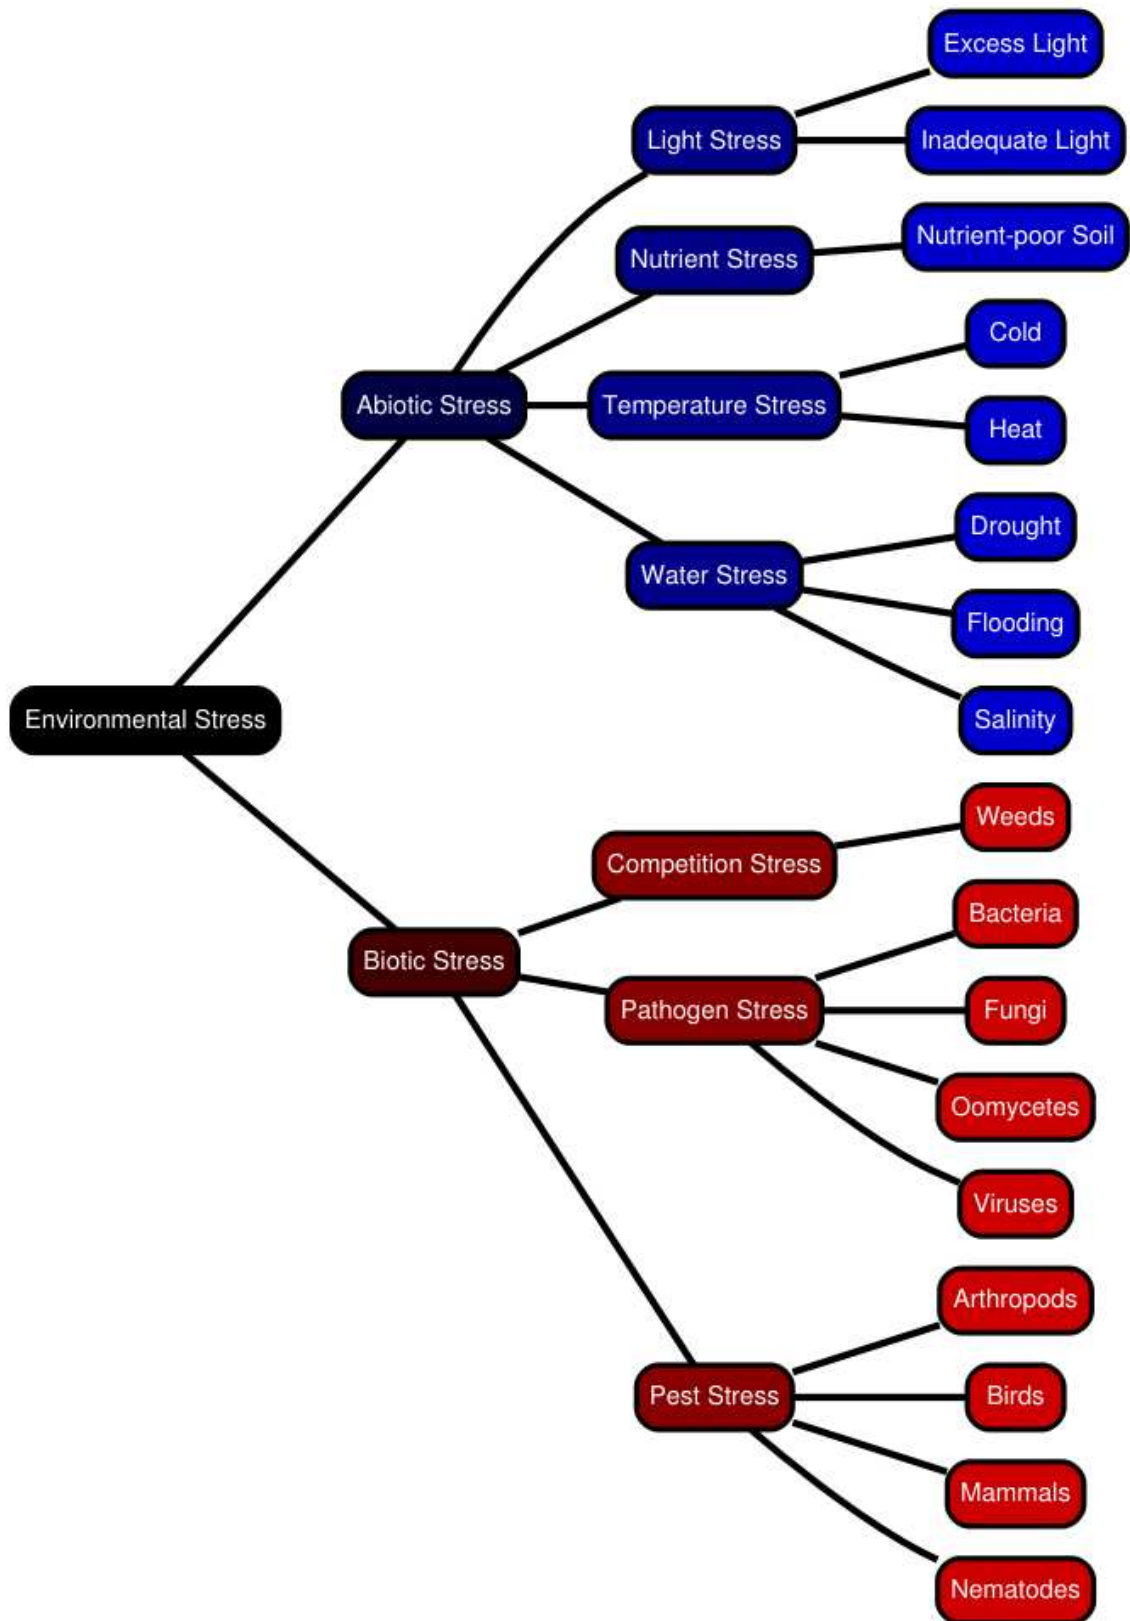 Excess Light
Light Stress
Inadequate Light
Nutrient Stress
Nutrient-poor Soil
Cold
Abiotic Stress
Temperature Stress
Heat
Drought
Water Stress
Flooding
Salinity
Environmental Stress
Weeds
Competition Stress
Bacteria
Biotic Stress
Pathogen Stress
Fungi
Oomycetes
Viruses
Arthropods
Pest Stress
Birds
Mammals
Nematodes